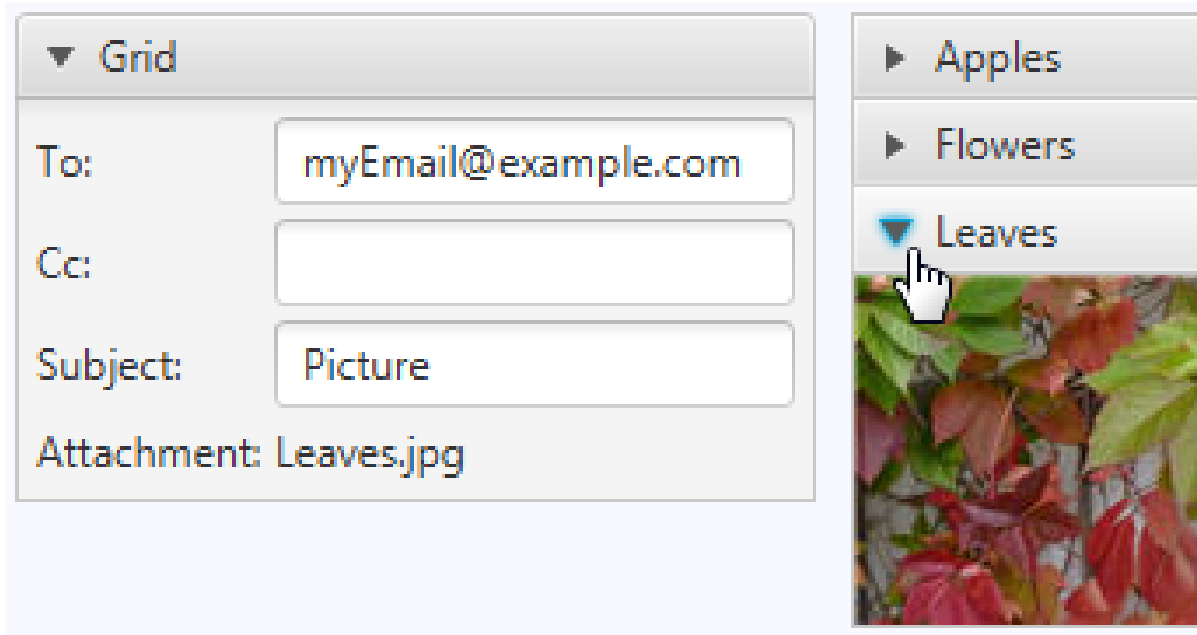 Grid
To: myEmail@example.com
Cc:
Subject: Picture
Attachment: Leaves.jpg
Apples
Flowers
Leaves